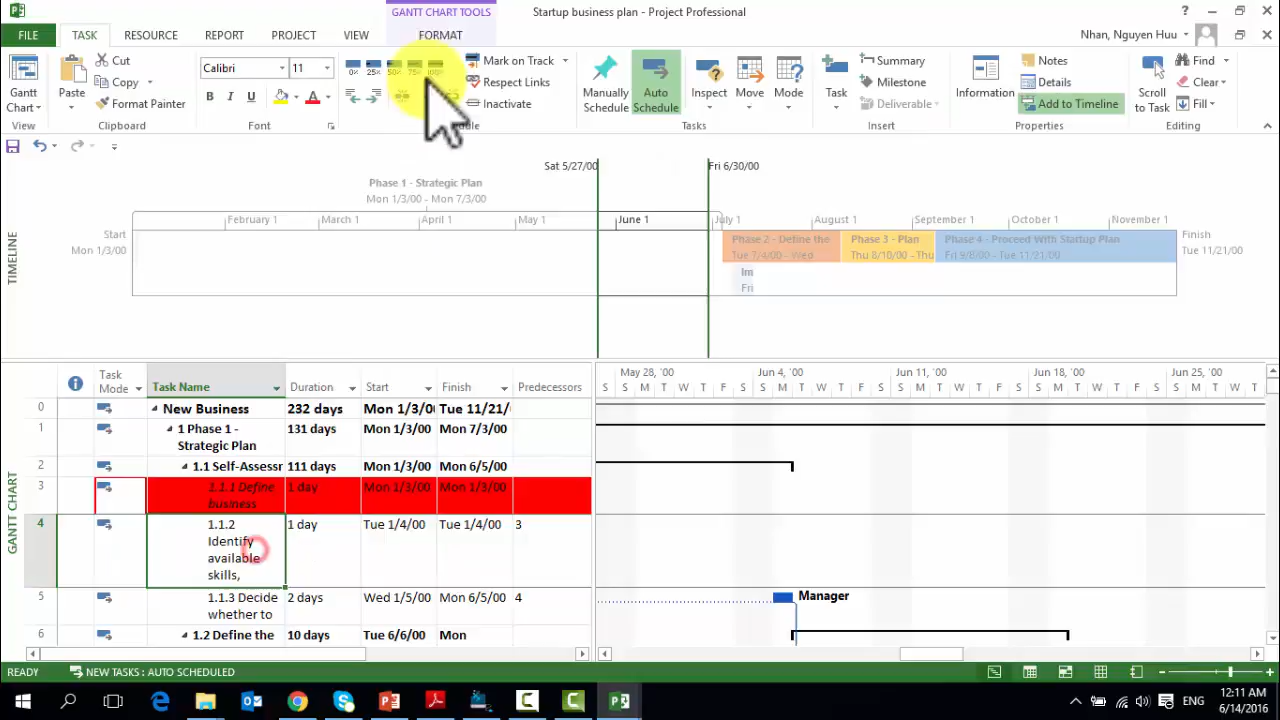 GANTT CHART TOOLS
Startup business plan - Project Professional
FILE TASK RESOURCE REPORT PROJECT VIEW FORMAT
Nhan, Nguyen Huu
Gantt Chart
View
Paste
Cut
Copy
Format Painter
Clipboard
Calibri 11
B I U A
Font
0% 25% 50% 75% 100%
Mark on Track
Respect Links
Inactivate
Manually Schedule
Auto Schedule
Inspect
Move
Mode
Tasks
Task
Summary
Milestone
Deliverable
Insert
Information
Notes
Details
Add to Timeline
Properties
Scroll to Task
Find
Clear
Fill
Editing
TIMELINE
Sat 5/27/00 Fri 6/30/00
Phase 1 - Strategic Plan
Mon 1/3/00 - Mon 7/3/00
February 1 March 1 April 1 May 1 June 1 July 1 August 1 September 1 October 1 November 1
Start
Mon 1/3/00
Phase 2 - Define the
Tue 7/4/00 - Wed
Phase 3 - Plan
Thu 8/10/00 - Thu
Phase 4 - Proceed With Startup Plan
Fri 9/8/00 - Tue 11/21/00
Finish
Tue 11/21/00
Im
Fri
GANTT CHART
Task Mode Task Name Duration Start Finish Predecessors
May 28, '00 Jun 4, '00 Jun 11, '00 Jun 18, '00 Jun 25, '00
S M T W T F S S M T W T F S S M T W T F S S M T W T F S S M T W T
0 New Business 232 days Mon 1/3/00 Tue 11/21/
1 1 Phase 1 - Strategic Plan 131 days Mon 1/3/00 Mon 7/3/00
2 1.1 Self-Assessr 111 days Mon 1/3/00 Mon 6/5/00
3 1.1.1 Define business 1 day Mon 1/3/00 Mon 1/3/00
4 1.1.2 Identify available skills, 1 day Tue 1/4/00 Tue 1/4/00 3
5 1.1.3 Decide whether to 2 days Wed 1/5/00 Mon 6/5/00 4
Manager
6 1.2 Define the 10 days Tue 6/6/00 Mon
READY NEW TASKS : AUTO SCHEDULED
ENG
12:11 AM
6/14/2016